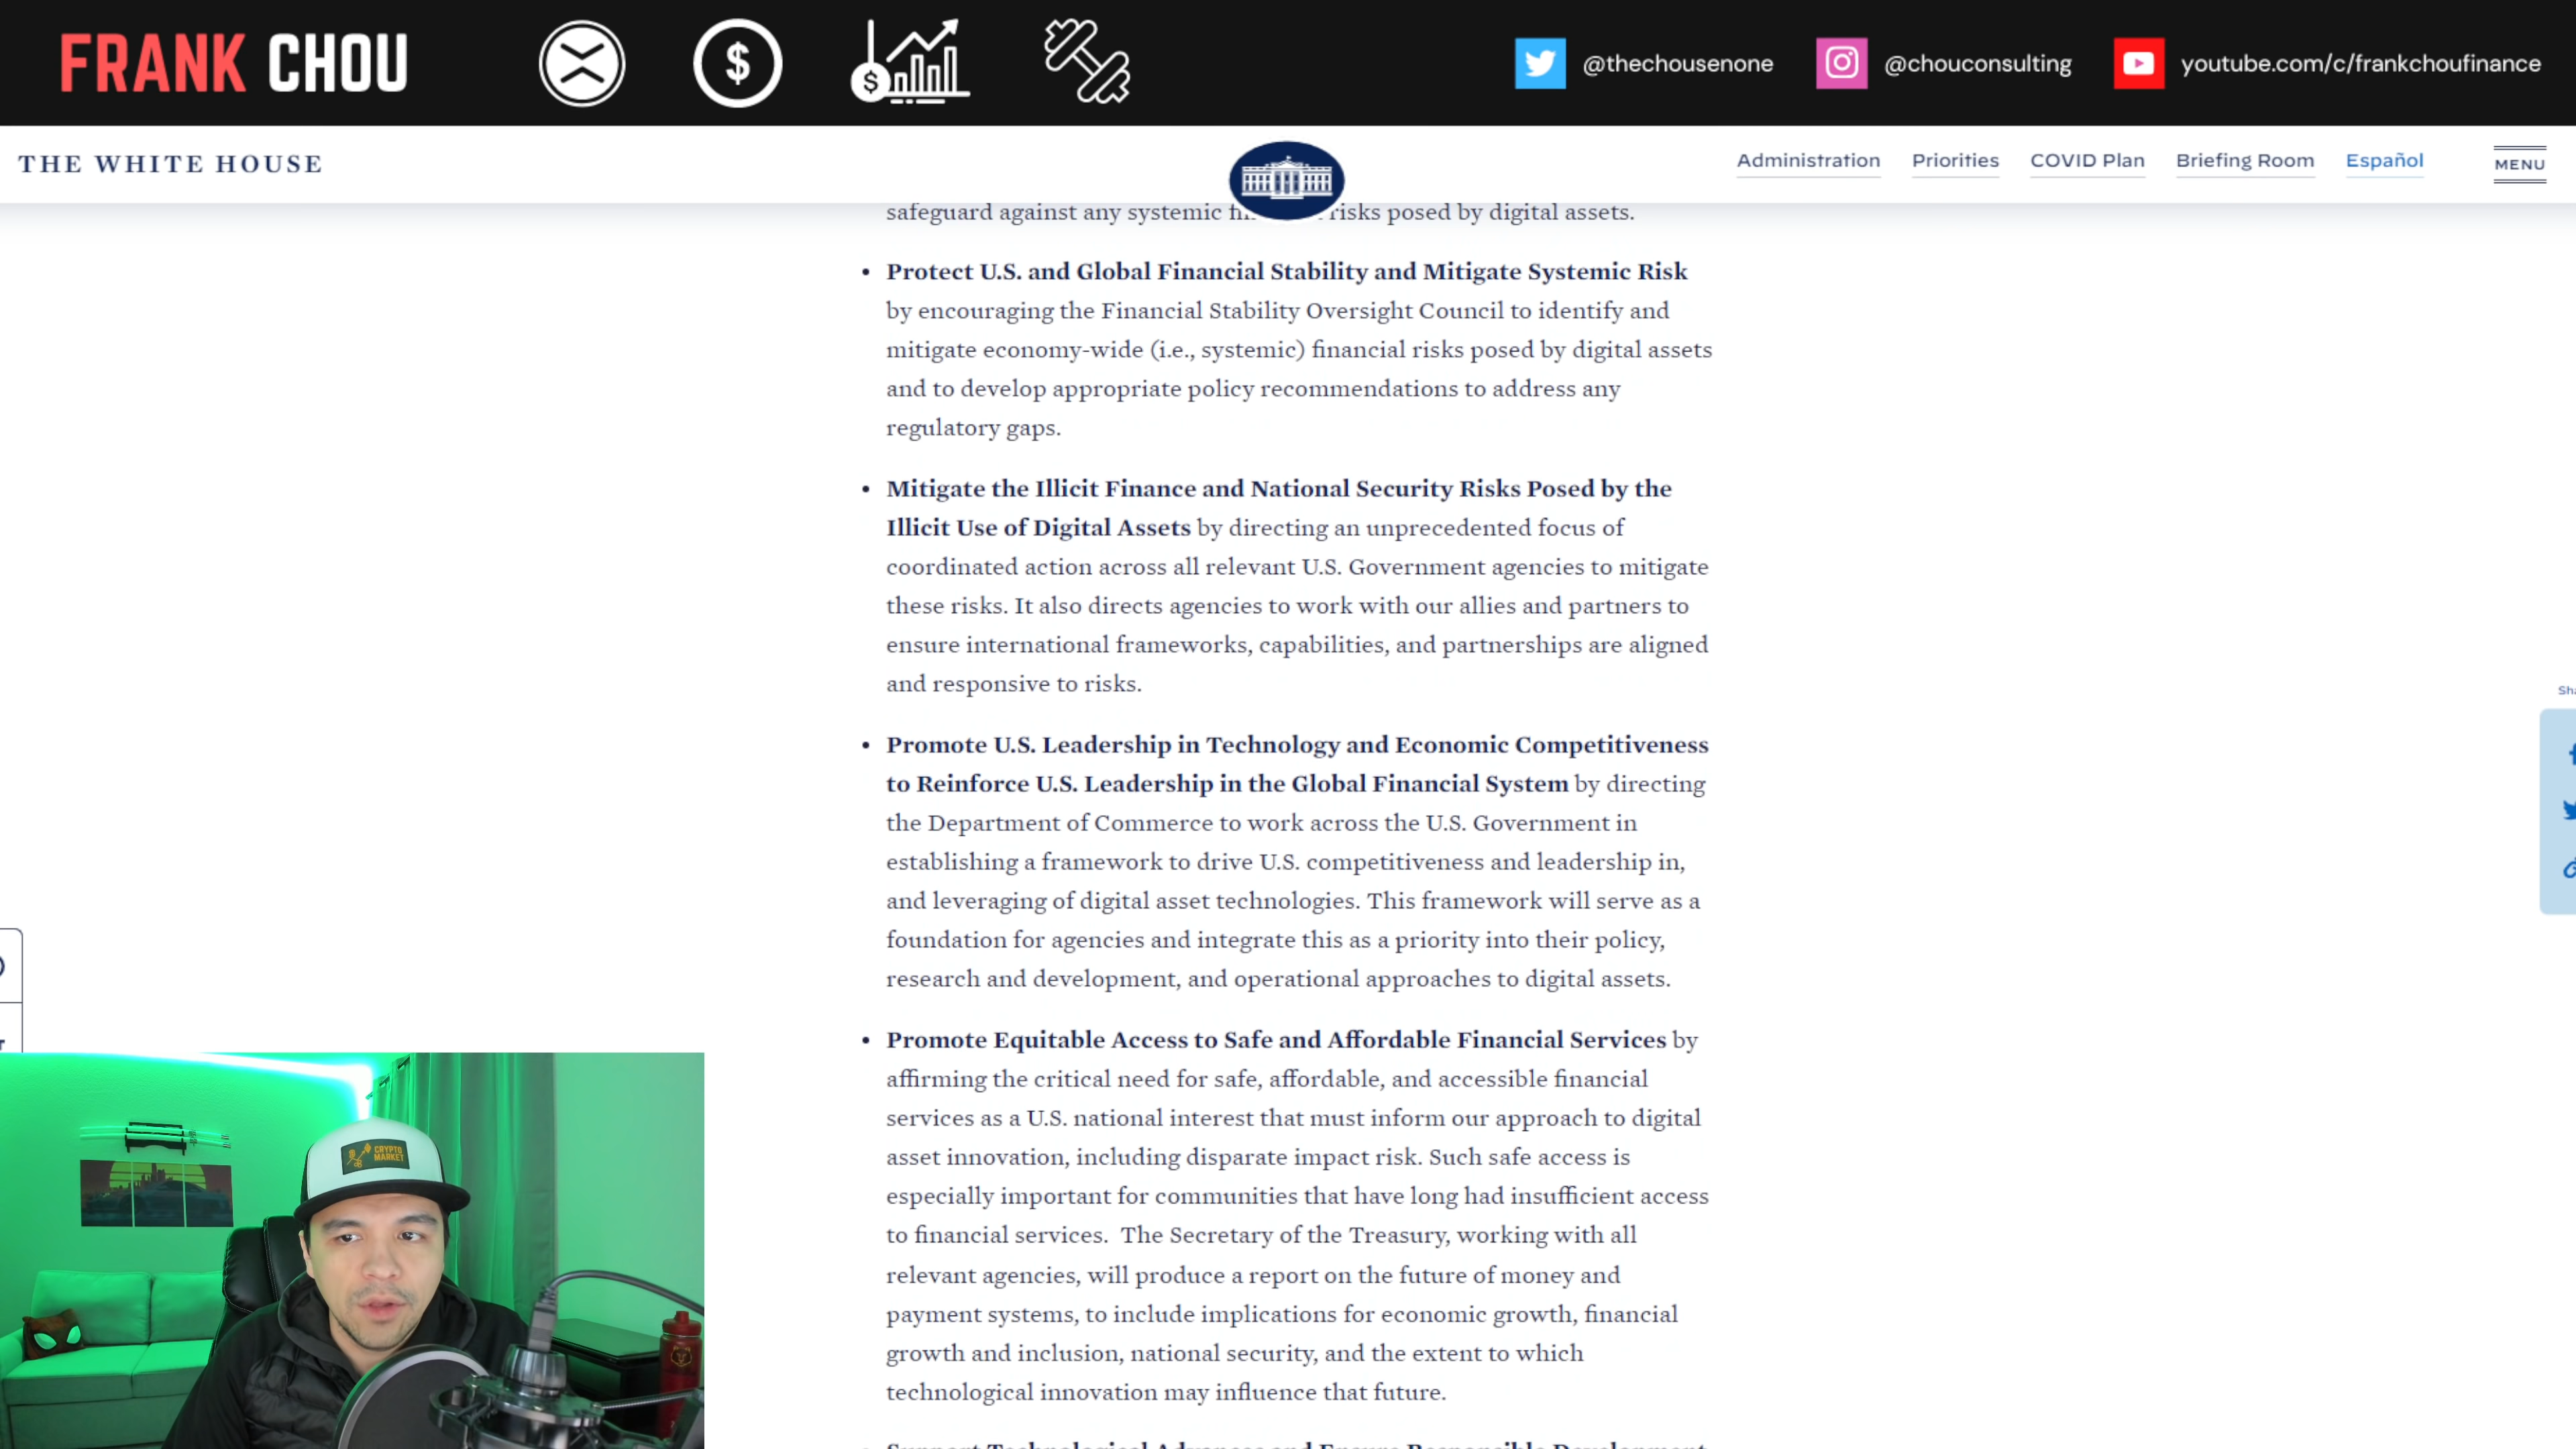 FRANK CHOU
@thechousenone
@chouconsulting
youtube.com/c/frankchoufinance
THE WHITE HOUSE
Administration
Priorities
COVID Plan
Briefing Room
Español
MENU
safeguard against any systemic risks posed by digital assets.
• Protect U.S. and Global Financial Stability and Mitigate Systemic Risk
by encouraging the Financial Stability Oversight Council to identify and
mitigate economy-wide (i.e., systemic) financial risks posed by digital assets
and to develop appropriate policy recommendations to address any
regulatory gaps.
• Mitigate the Illicit Finance and National Security Risks Posed by the
Illicit Use of Digital Assets by directing an unprecedented focus of
coordinated action across all relevant U.S. Government agencies to mitigate
these risks. It also directs agencies to work with our allies and partners to
ensure international frameworks, capabilities, and partnerships are aligned
and responsive to risks.
• Promote U.S. Leadership in Technology and Economic Competitiveness
to Reinforce U.S. Leadership in the Global Financial System by directing
the Department of Commerce to work across the U.S. Government in
establishing a framework to drive U.S. competitiveness and leadership in,
and leveraging of digital asset technologies. This framework will serve as a
foundation for agencies and integrate this as a priority into their policy,
research and development, and operational approaches to digital assets.
• Promote Equitable Access to Safe and Affordable Financial Services by
affirming the critical need for safe, affordable, and accessible financial
services as a U.S. national interest that must inform our approach to digital
asset innovation, including disparate impact risk. Such safe access is
especially important for communities that have long had insufficient access
to financial services. The Secretary of the Treasury, working with all
relevant agencies, will produce a report on the future of money and
payment systems, to include implications for economic growth, financial
growth and inclusion, national security, and the extent to which
technological innovation may influence that future.
Support Technological Advances and Ensure Responsible Development
CRYPTO
MARKET